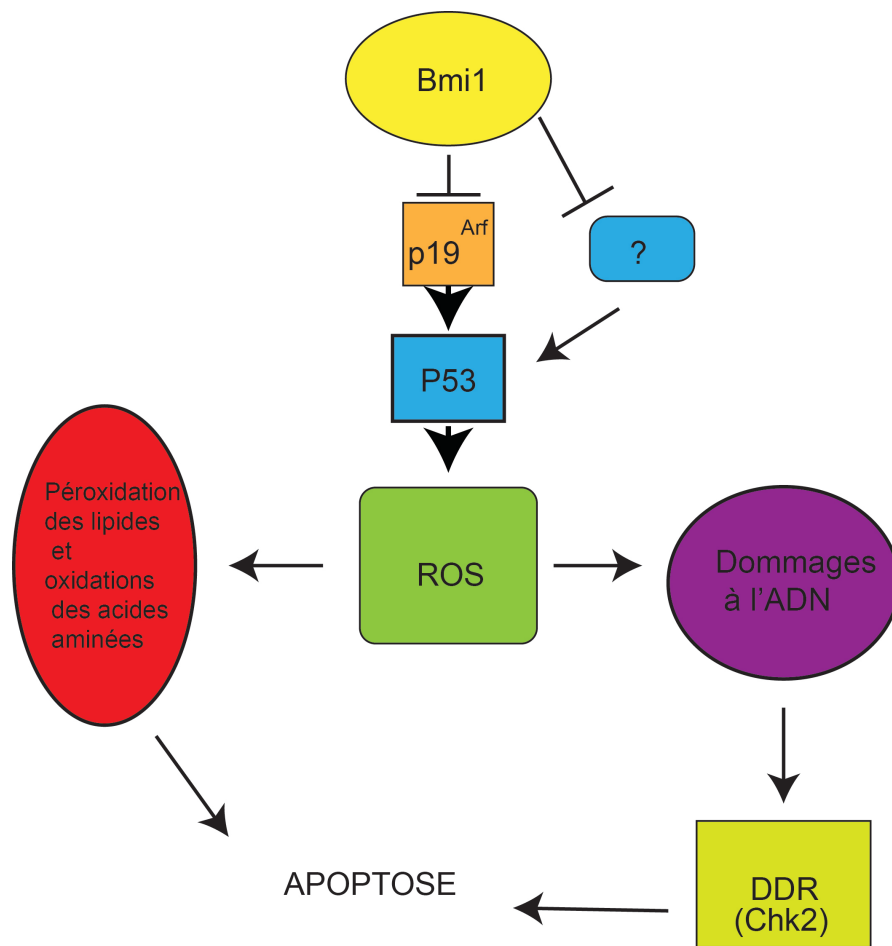 Bmi1
p19 Arf
?
P53
Péroxidation
des lipides
et
oxidations
des acides
aminées
ROS
Dommages
à l'ADN
APOPTOSE
DDR
(Chk2)